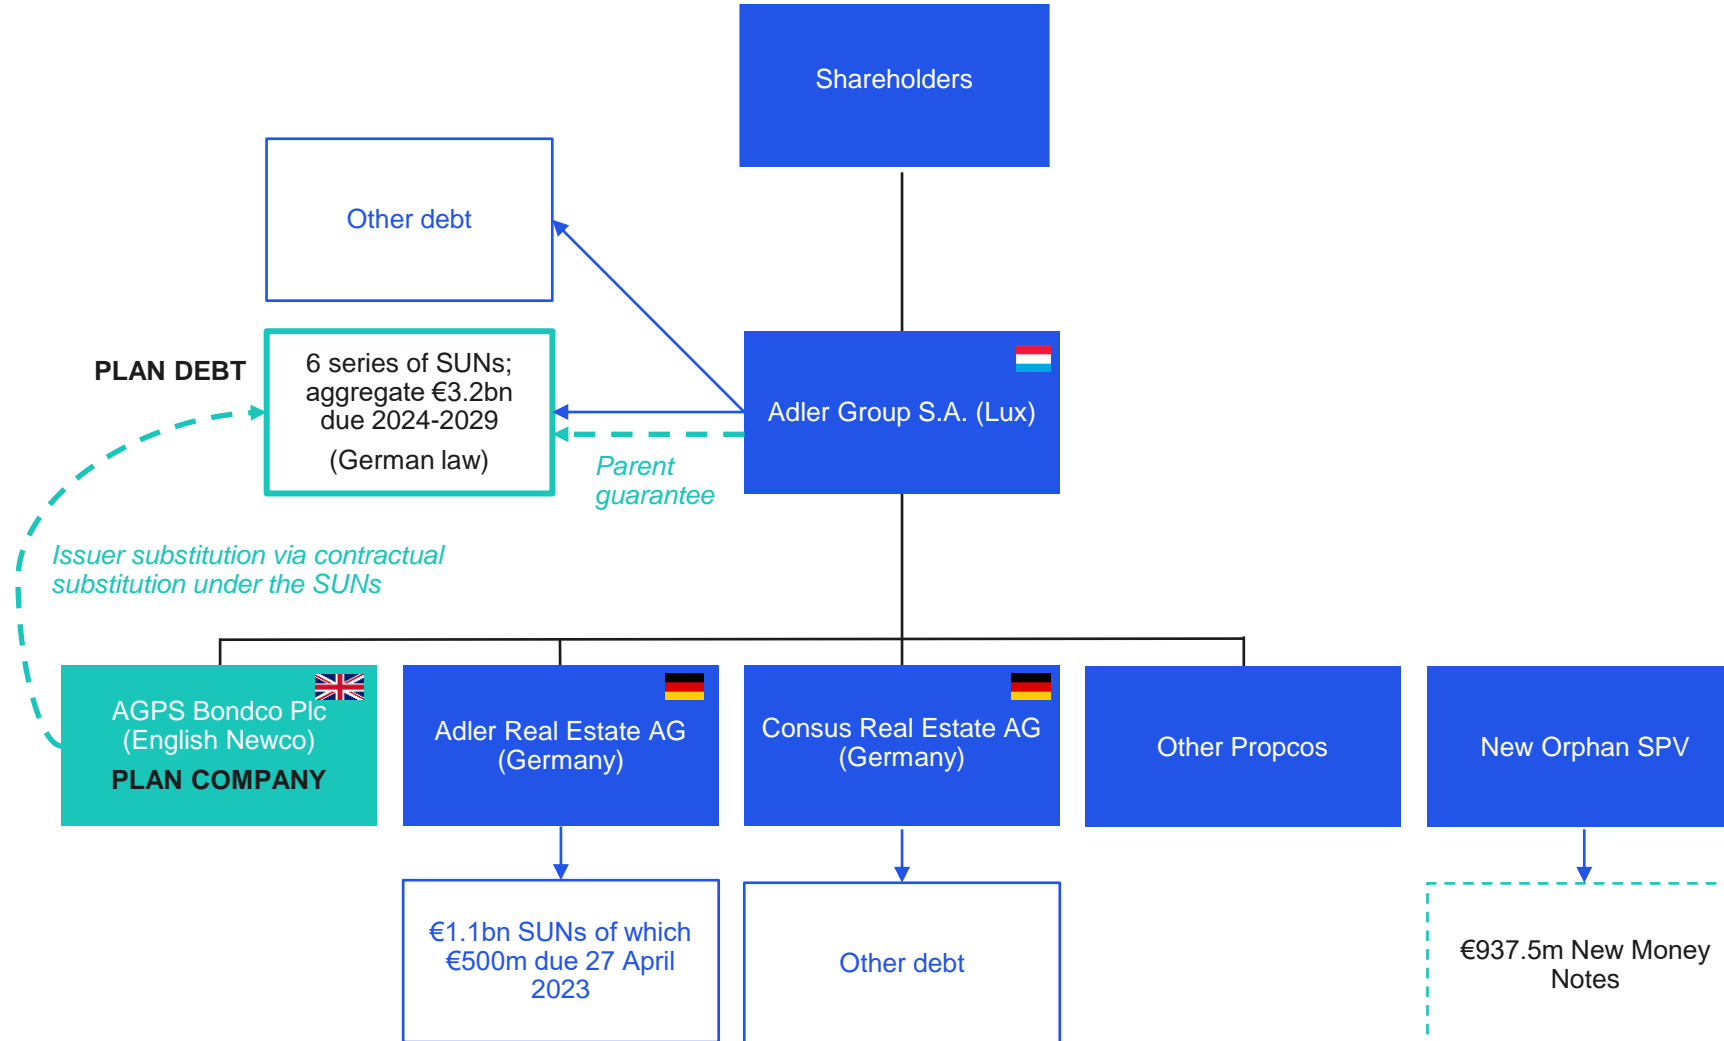 Shareholders
Other debt
PLAN DEBT
6 series of SUNs;
aggregate €3.2bn
due 2024-2029
(German law)
Adler Group S.A. (Lux)
Parent
guarantee
Issuer substitution via contractual
substitution under the SUNs
AGPS Bondco Plc
(English Newco)
PLAN COMPANY
Adler Real Estate AG
(Germany)
Consus Real Estate AG
(Germany)
Other Propcos
New Orphan SPV
€1.1bn SUNs of which
€500m due 27 April
2023
Other debt
€937.5m New Money
Notes